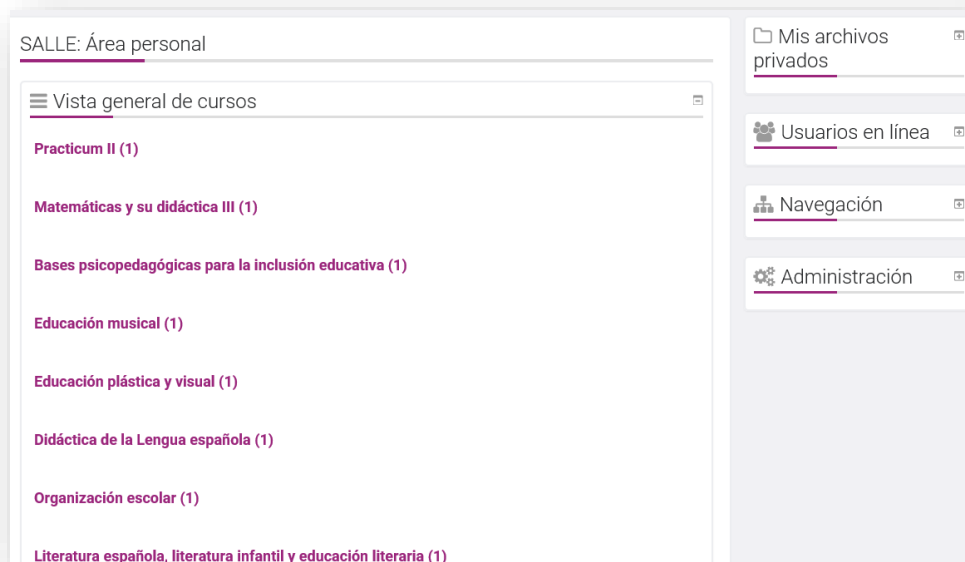 SALLE: Área personal
Vista general de cursos
Practicum II (1)
Matemáticas y su didáctica III (1)
Bases psicopedagógicas para la inclusión educativa (1)
Educación musical (1)
Educación plástica y visual (1)
Didáctica de la Lengua española (1)
Organización escolar (1)
Literatura española, literatura infantil y educación literaria (1)
Mis archivos
privados
Usuarios en línea
Navegación
Administración